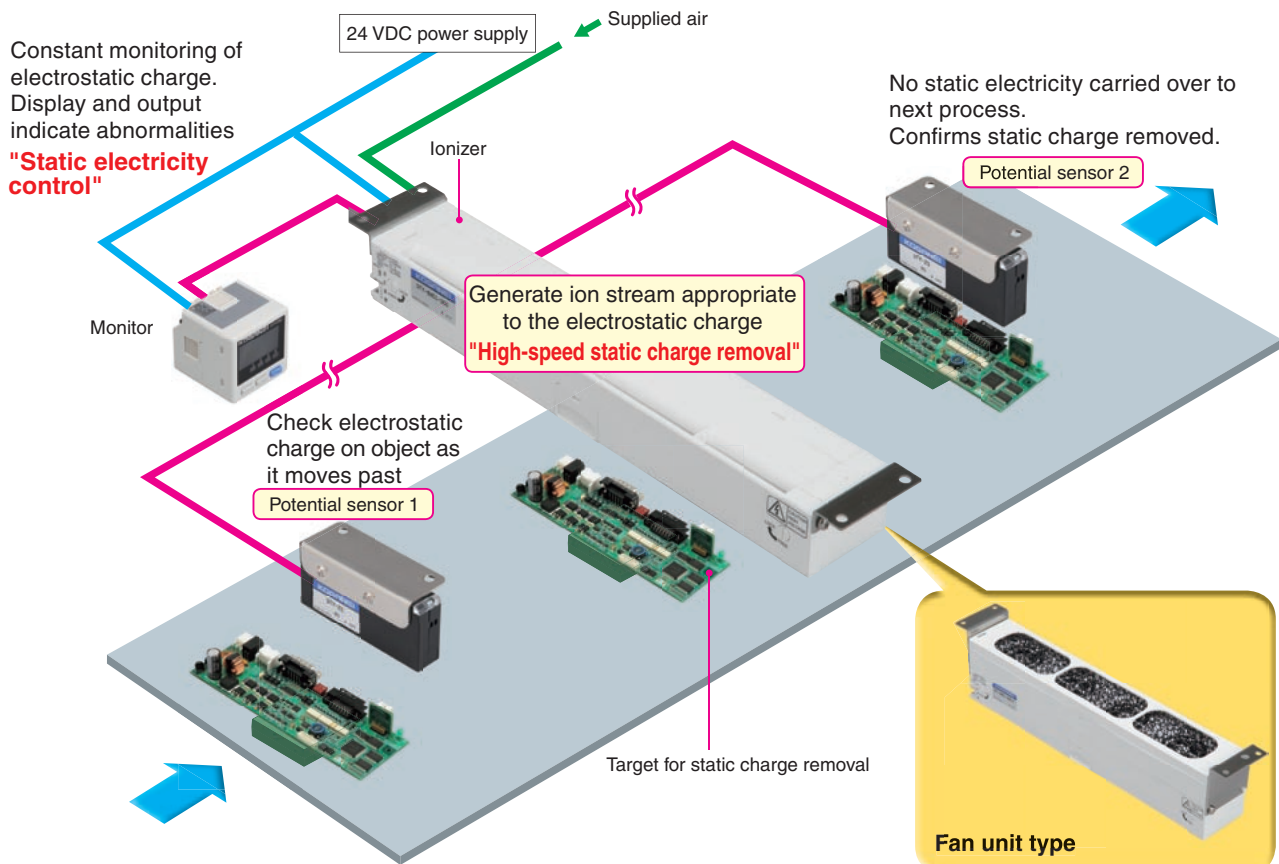 24 VDC power supply
Supplied air
Constant monitoring of
electrostatic charge.
Display and output
indicate abnormalities
"Static electricity
control"
Ionizer
No static electricity carried over to
next process.
Confirms static charge removed.
Potential sensor 2
Monitor
Generate ion stream appropriate
to the electrostatic charge
"High-speed static charge removal"
Check electrostatic
charge on object as
it moves past
Potential sensor 1
Target for static charge removal
Fan unit type